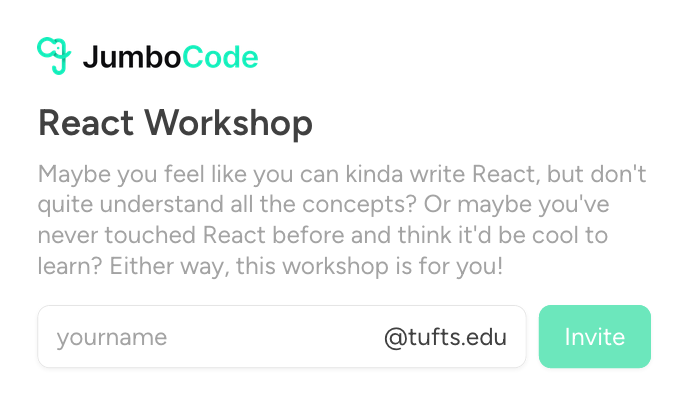 JumboCode
React Workshop
Maybe you feel like you can kinda write React, but don't
quite understand all the concepts? Or maybe you've
never touched React before and think it'd be cool to
learn? Either way, this workshop is for you!
yourname @tufts.edu Invite